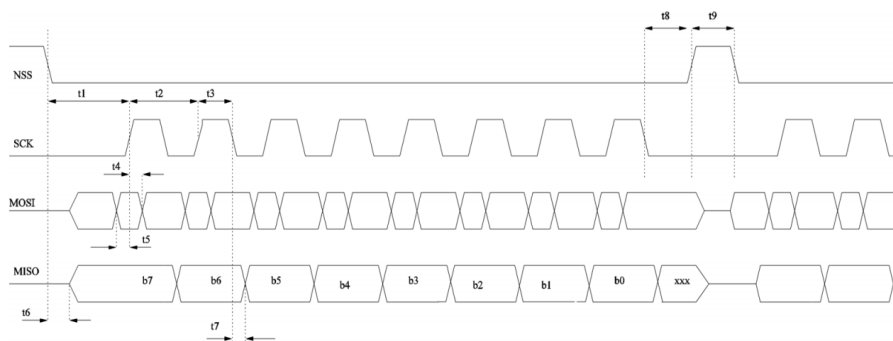 t8 t9
NSS
t1 t2 t3
SCK
t4
MOSI
t5
MISO b7 b6 b5 b4 b3 b2 b1 b0 xxx
t6
t7